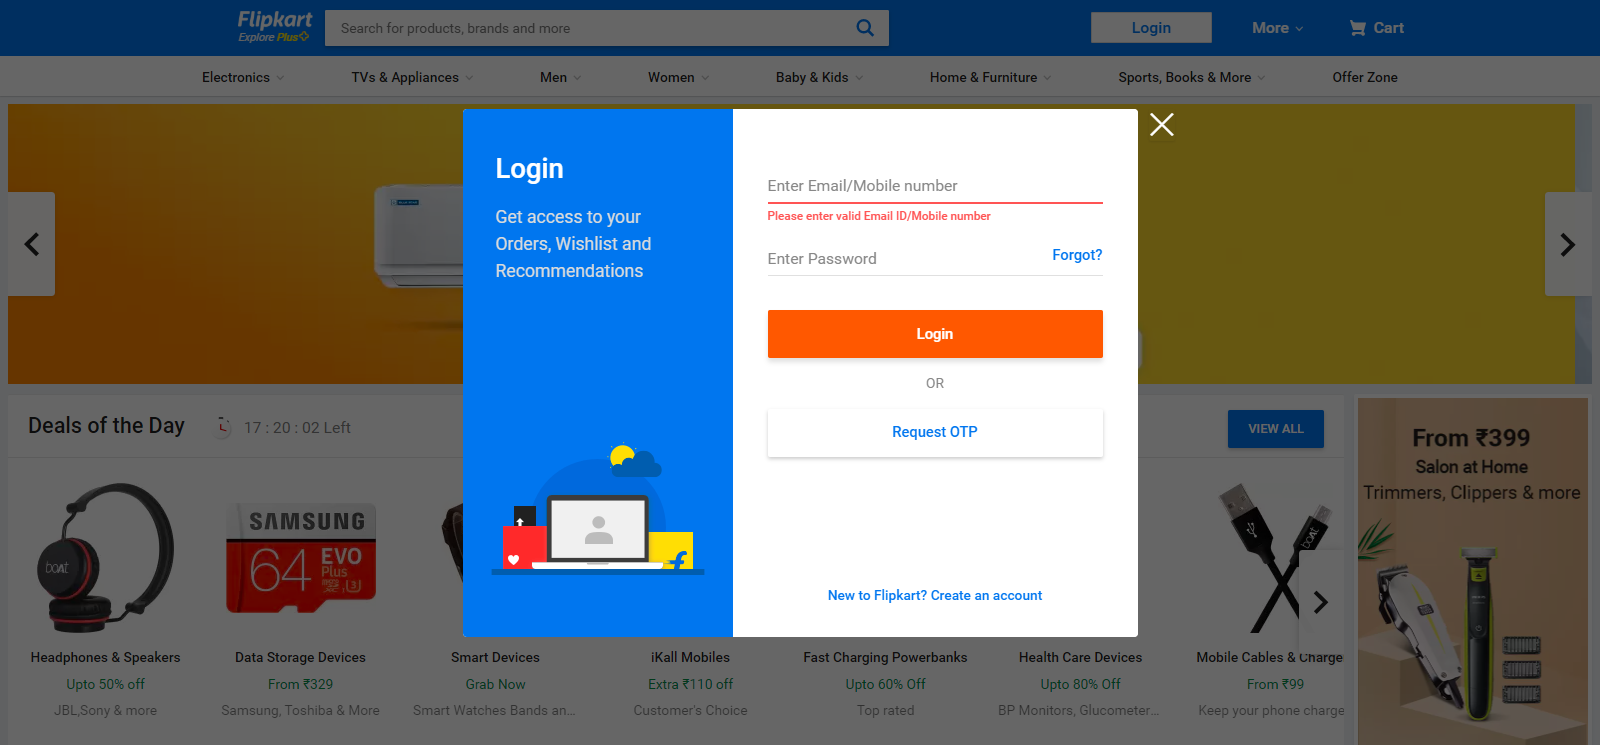 Flipkart
Explore Plus
Search for products, brands and more
Login
More
Cart
Electronics
TVs & Appliances
Men
Women
Baby & Kids
Home & Furniture
Sports, Books & More
Offer Zone
Login
Get access to your
Orders, Wishlist and
Recommendations
Enter Email/Mobile number
Please enter valid Email ID/Mobile number
Enter Password
Forgot?
Login
OR
Request OTP
New to Flipkart? Create an account
Deals of the Day
17 : 20 : 02 Left
VIEW ALL
boAt
SAMSUNG
64
EVO
Plus
boAt
Headphones & Speakers
Upto 50% off
JBL,Sony & more
Data Storage Devices
From ₹329
Samsung, Toshiba & More
Smart Devices
Grab Now
Smart Watches Bands an...
iKall Mobiles
Extra ₹110 off
Customer's Choice
Fast Charging Powerbanks
Upto 60% Off
Top rated
Health Care Devices
Upto 80% Off
BP Monitors, Glucometer...
Mobile Cables & Charge
From ₹99
Keep your phone charge
From ₹399
Salon at Home
Trimmers, Clippers & more